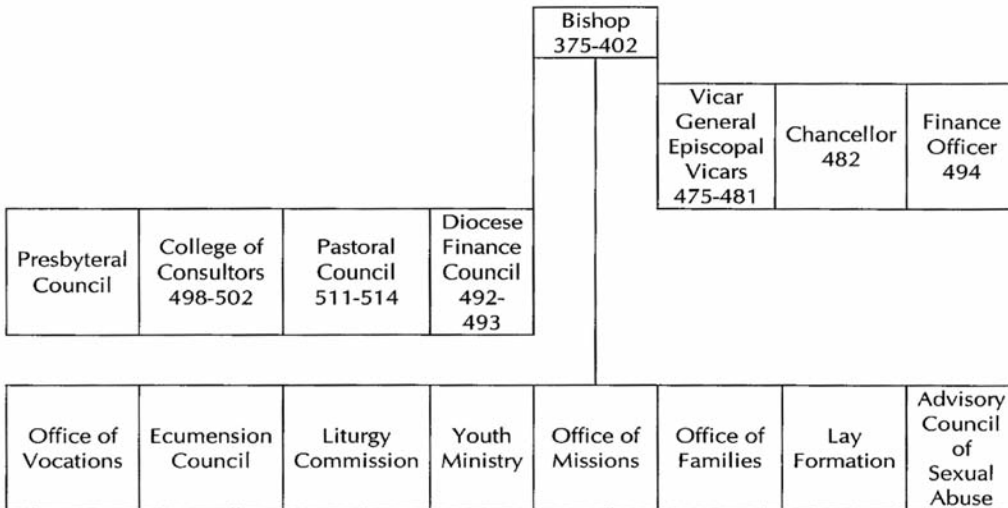 Bishop
375-402
Vicar
General
Episcopal
Vicars
475-481
Chancellor
482
Finance
Officer
494
Presbyteral
Council
College of
Consultors
498-502
Pastoral
Council
511-514
Diocese
Finance
Council
492-
493
Office of
Vocations
Ecumension
Council
Liturgy
Commission
Youth
Ministry
Office of
Missions
Office of
Families
Lay
Formation
Advisory
Council
of
Sexual
Abuse